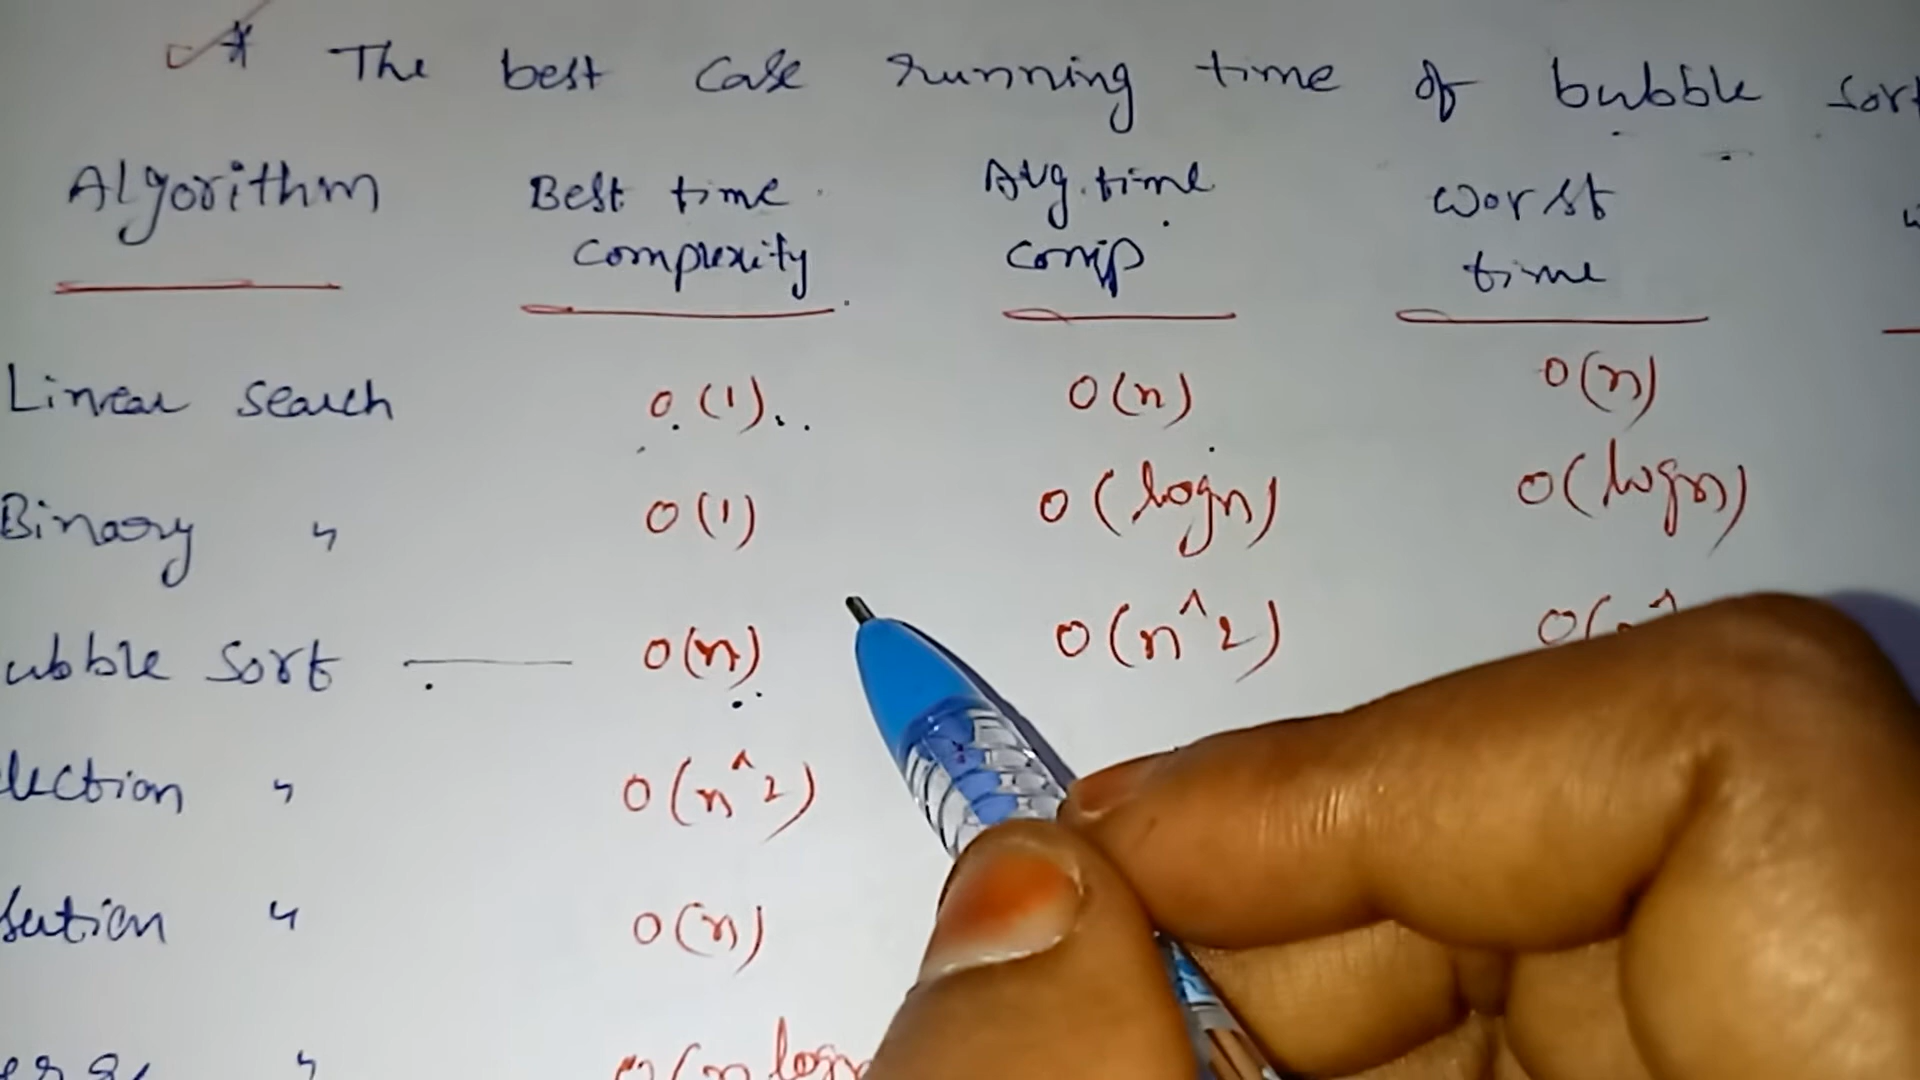 * The best case running time of bubble sort
Algorithm Best time complexity Avg. time comp worst time
Linear search O(1) O(n) O(n)
Binary " O(1) O(logn) O(logn)
ubble sort — O(n) O(n^2)
lection " O(n^2)
O(n)